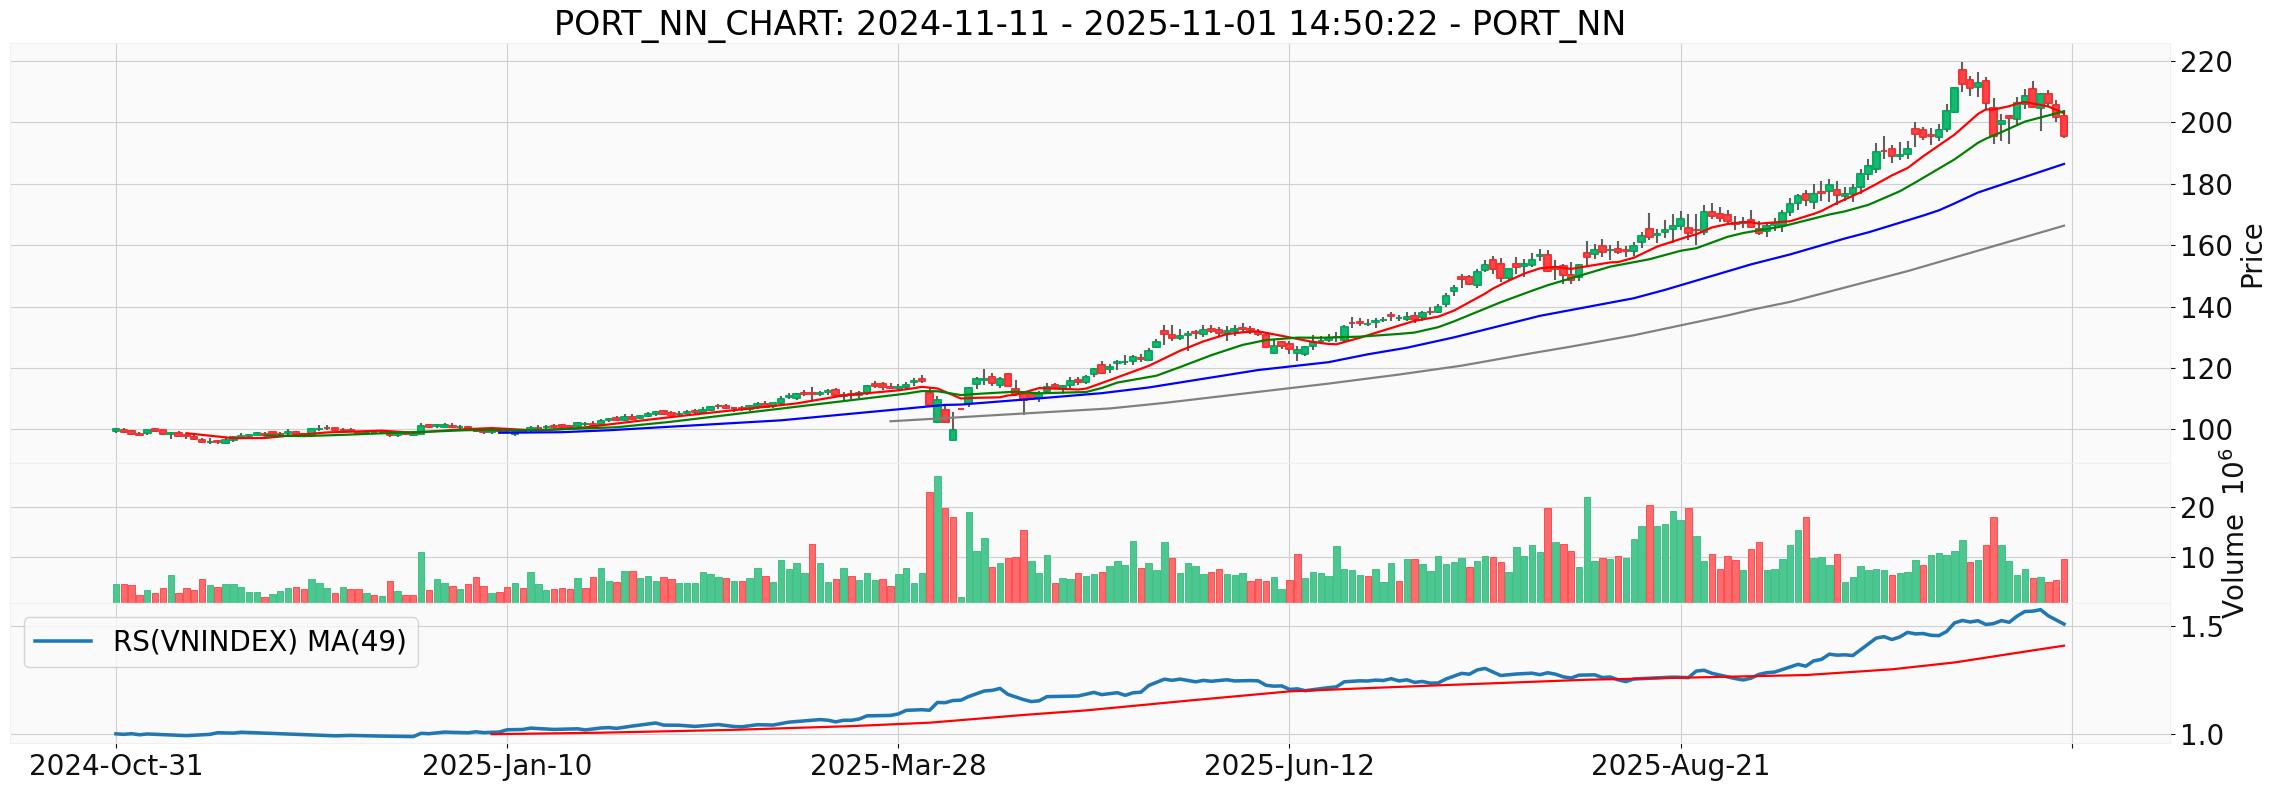 PORT_NN_CHART: 2024-11-11 - 2025-11-01 14:50:22 - PORT_NN
220
200
180
160
140
120
100
Price
20
10
Volume 10⁶
RS(VNINDEX) MA(49)
1.5
1.0
2024-Oct-31
2025-Jan-10
2025-Mar-28
2025-Jun-12
2025-Aug-21